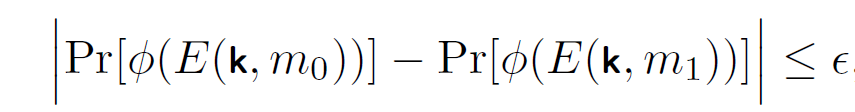 |Pr[ϕ(E(k, m₀))] − Pr[ϕ(E(k, m₁))]| ≤ ϵ.